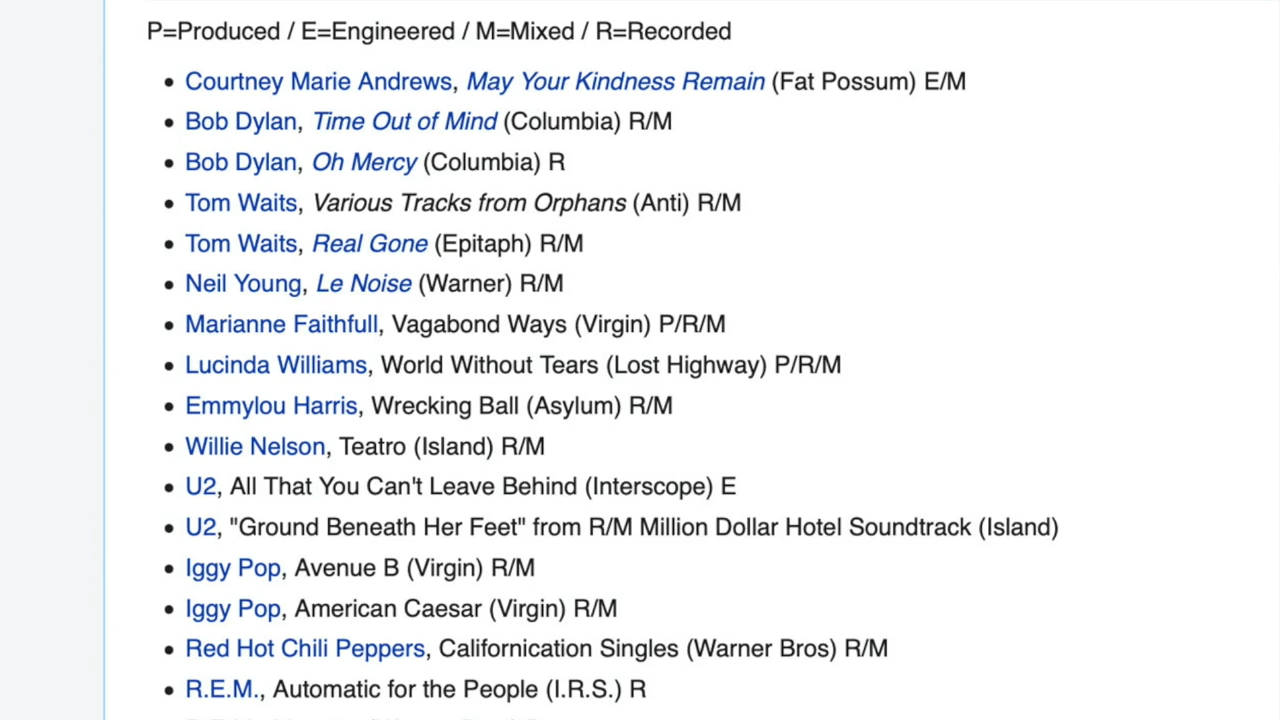 P=Produced / E=Engineered / M=Mixed / R=Recorded
• Courtney Marie Andrews, May Your Kindness Remain (Fat Possum) E/M
• Bob Dylan, Time Out of Mind (Columbia) R/M
• Bob Dylan, Oh Mercy (Columbia) R
• Tom Waits, Various Tracks from Orphans (Anti) R/M
• Tom Waits, Real Gone (Epitaph) R/M
• Neil Young, Le Noise (Warner) R/M
• Marianne Faithfull, Vagabond Ways (Virgin) P/R/M
• Lucinda Williams, World Without Tears (Lost Highway) P/R/M
• Emmylou Harris, Wrecking Ball (Asylum) R/M
• Willie Nelson, Teatro (Island) R/M
• U2, All That You Can't Leave Behind (Interscope) E
• U2, "Ground Beneath Her Feet" from R/M Million Dollar Hotel Soundtrack (Island)
• Iggy Pop, Avenue B (Virgin) R/M
• Iggy Pop, American Caesar (Virgin) R/M
• Red Hot Chili Peppers, Californication Singles (Warner Bros) R/M
• R.E.M., Automatic for the People (I.R.S.) R